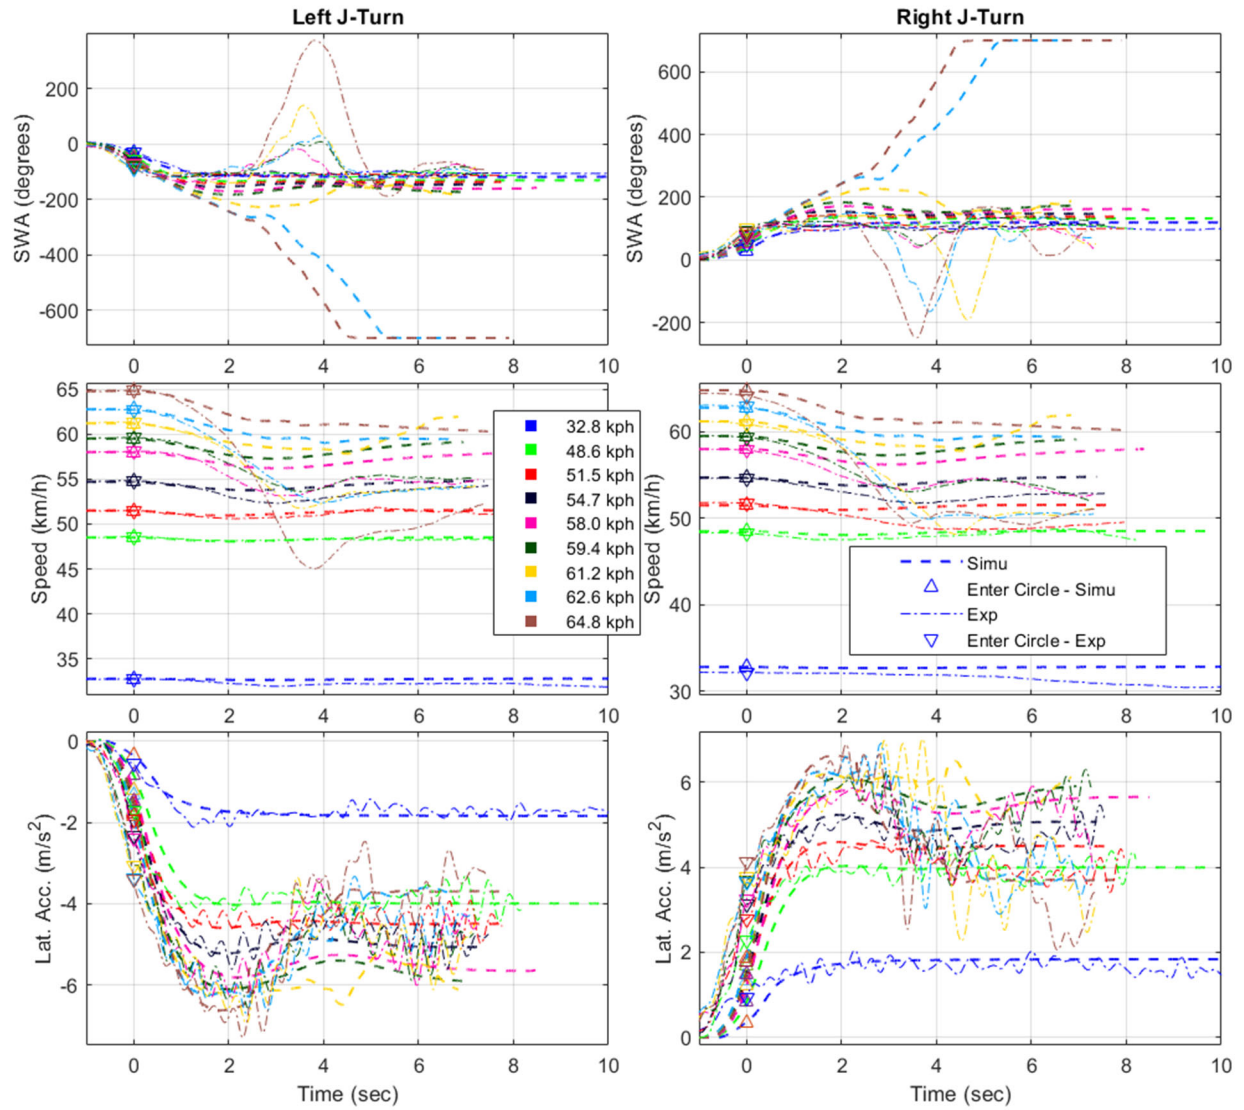 Left J-Turn
Right J-Turn
SWA (degrees)
200
0
-200
-400
-600
0
2
4
6
8
10
SWA (degrees)
600
400
200
0
-200
0
2
4
6
8
10
Speed (km/h)
65
60
55
50
45
40
35
0
2
4
6
8
10
32.8 kph
48.6 kph
51.5 kph
54.7 kph
58.0 kph
59.4 kph
61.2 kph
62.6 kph
64.8 kph
Speed (km/h)
60
50
40
30
0
2
4
6
8
10
Simu
Enter Circle - Simu
Exp
Enter Circle - Exp
Lat. Acc. (m/s²)
0
-2
-4
-6
0
2
4
6
8
10
Time (sec)
Lat. Acc. (m/s²)
6
4
2
0
0
2
4
6
8
10
Time (sec)